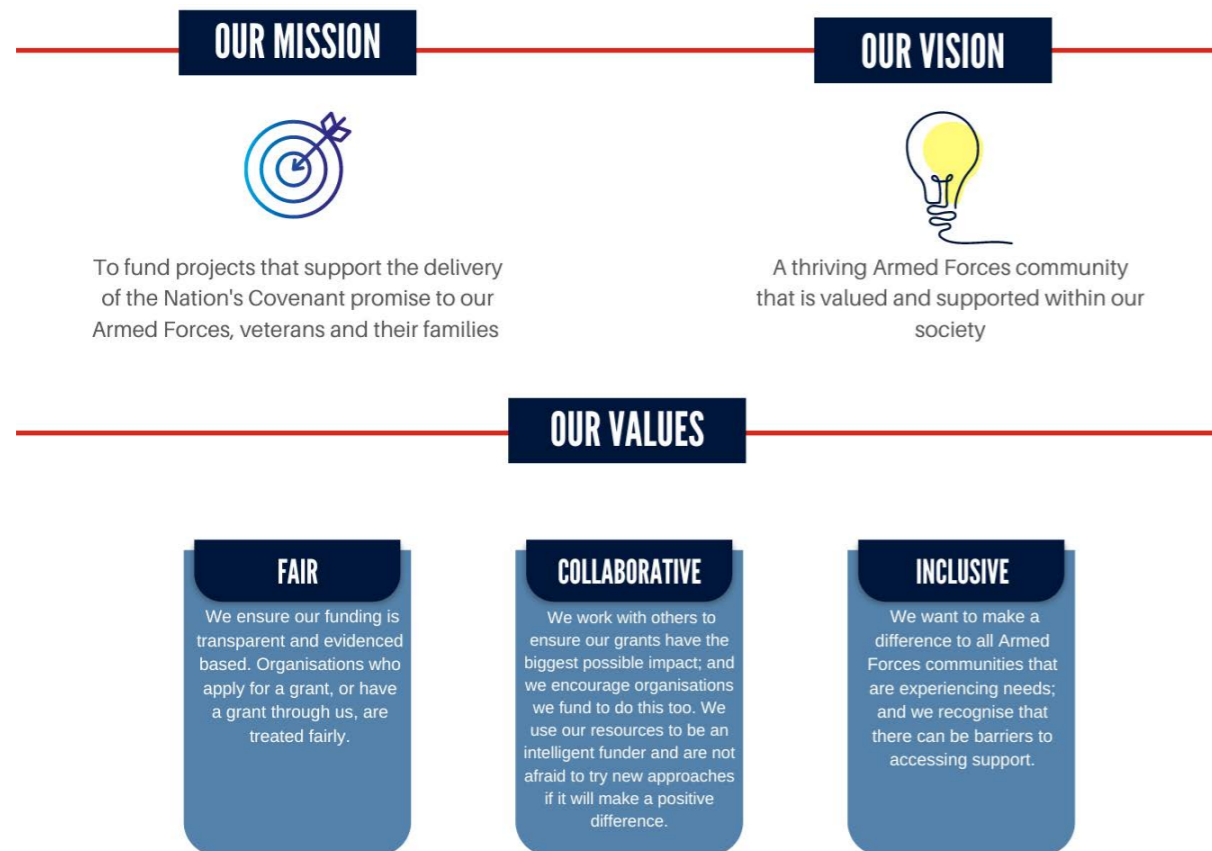 OUR MISSION
To fund projects that support the delivery
of the Nation's Covenant promise to our
Armed Forces, veterans and their families
OUR VISION
A thriving Armed Forces community
that is valued and supported within our
society
OUR VALUES
FAIR
We ensure our funding is
transparent and evidenced
based. Organisations who
apply for a grant, or have
a grant through us, are
treated fairly.
COLLABORATIVE
We work with others to
ensure our grants have the
biggest possible impact; and
we encourage organisations
we fund to do this too. We
use our resources to be an
intelligent funder and are not
afraid to try new approaches
if it will make a positive
difference.
INCLUSIVE
We want to make a
difference to all Armed
Forces communities that
are experiencing needs;
and we recognise that
there can be barriers to
accessing support.